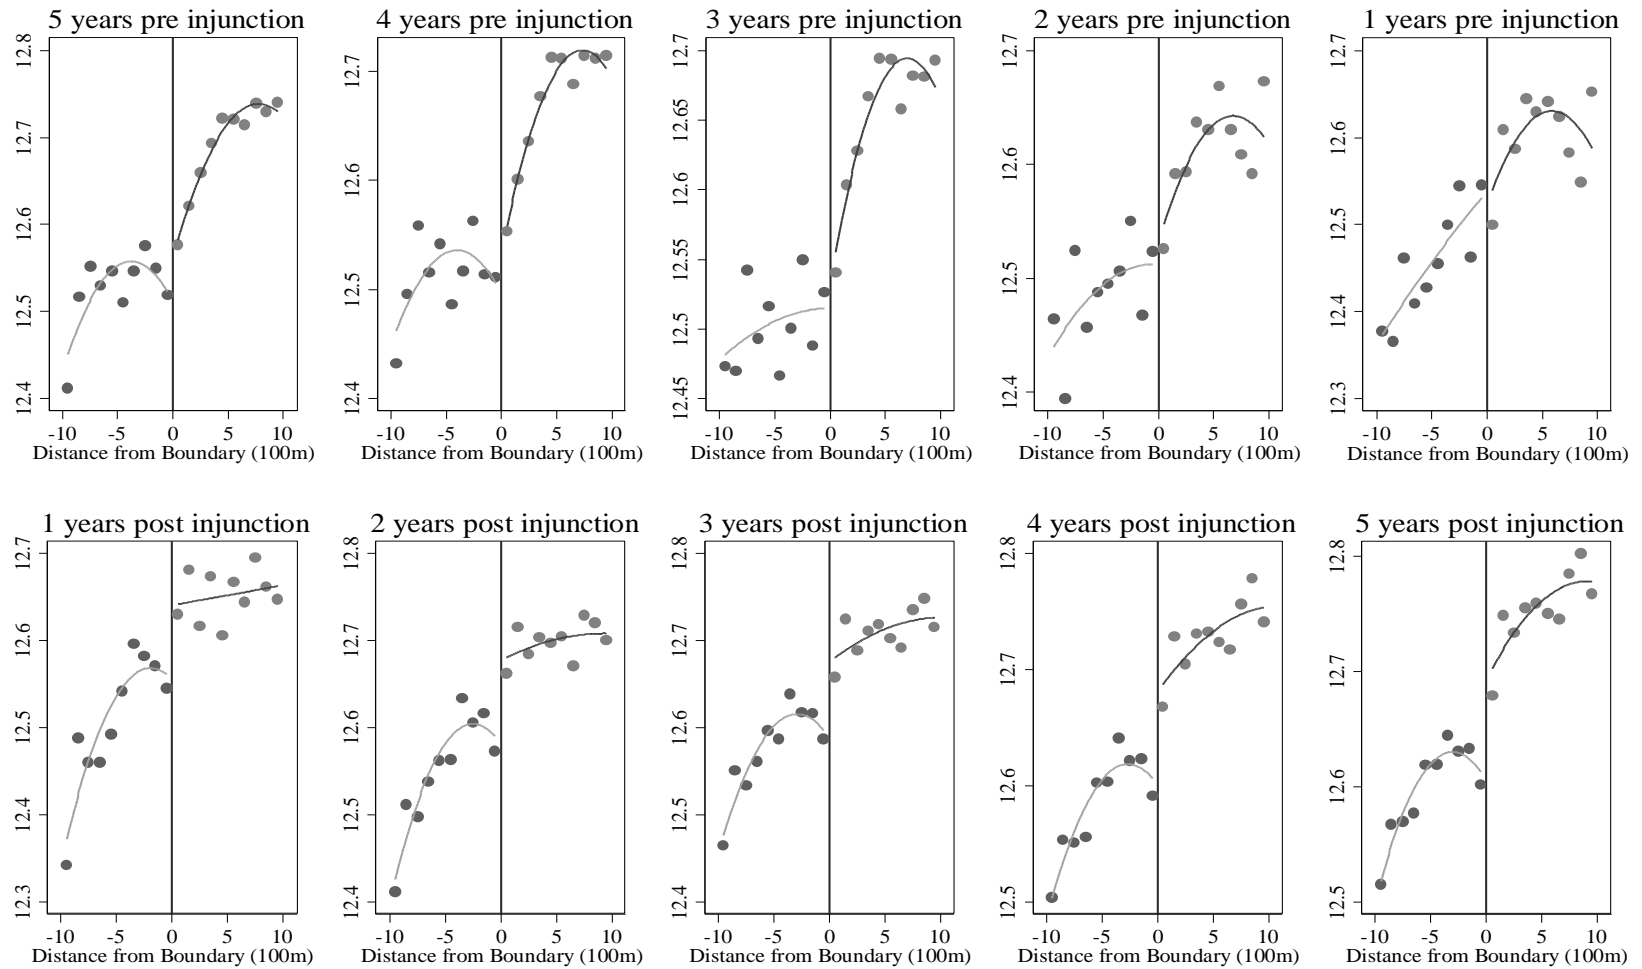 5 years pre injunction
12.8
12.7
12.6
12.5
12.4
-10 -5 0 5 10
Distance from Boundary (100m)
4 years pre injunction
12.7
12.6
12.5
12.4
-10 -5 0 5 10
Distance from Boundary (100m)
3 years pre injunction
12.7
12.65
12.6
12.55
12.5
12.45
-10 -5 0 5 10
Distance from Boundary (100m)
2 years pre injunction
12.7
12.6
12.5
12.4
-10 -5 0 5 10
Distance from Boundary (100m)
1 years pre injunction
12.7
12.6
12.5
12.4
12.3
-10 -5 0 5 10
Distance from Boundary (100m)
1 years post injunction
12.7
12.6
12.5
12.4
12.3
-10 -5 0 5 10
Distance from Boundary (100m)
2 years post injunction
12.8
12.7
12.6
12.5
12.4
-10 -5 0 5 10
Distance from Boundary (100m)
3 years post injunction
12.8
12.7
12.6
12.5
12.4
-10 -5 0 5 10
Distance from Boundary (100m)
4 years post injunction
12.8
12.7
12.6
12.5
-10 -5 0 5 10
Distance from Boundary (100m)
5 years post injunction
12.8
12.7
12.6
12.5
-10 -5 0 5 10
Distance from Boundary (100m)